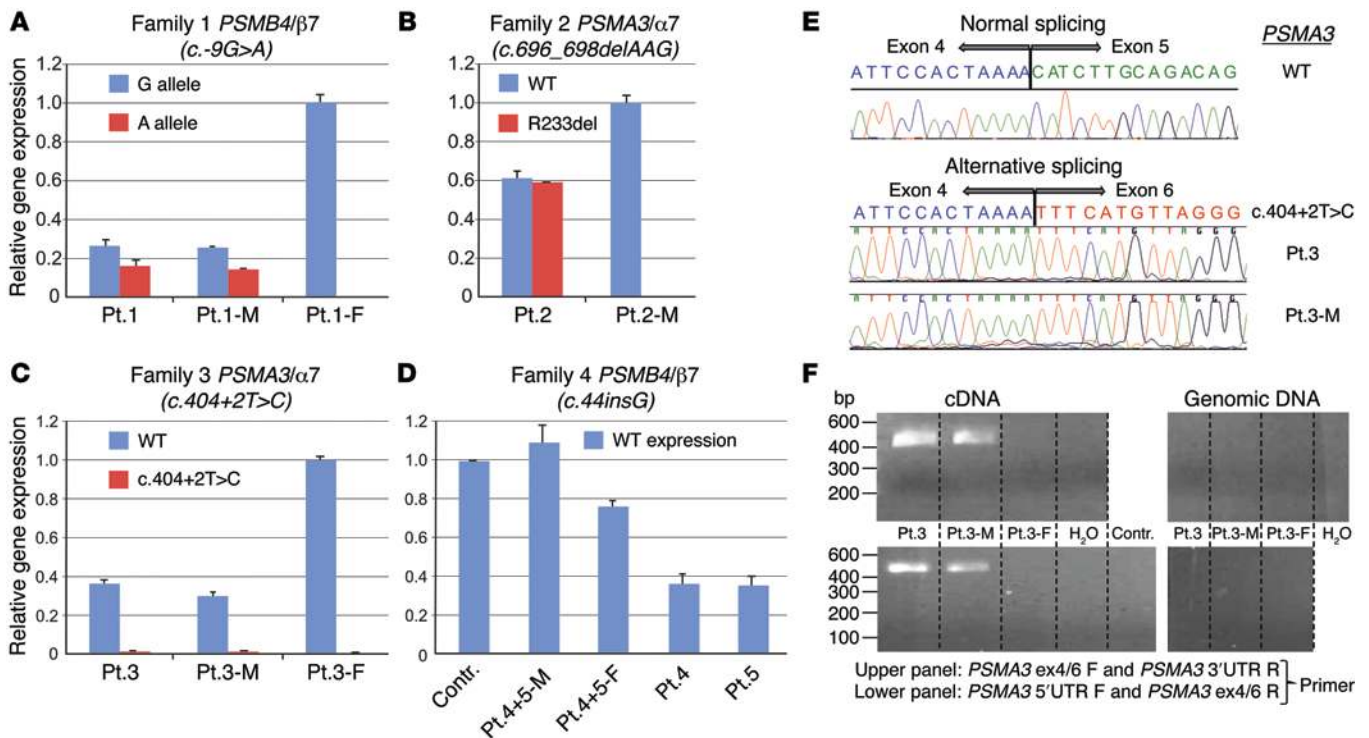 A
Family 1 PSMB4/β7
(c.-9G>A)
Relative gene expression
1.2
1.0
0.8
0.6
0.4
0.2
0
G allele
A allele
Pt.1
Pt.1-M
Pt.1-F
B
Family 2 PSMA3/α7
(c.696_698delAAG)
1.2
1.0
0.8
0.6
0.4
0.2
0
WT
R233del
Pt.2
Pt.2-M
C
Family 3 PSMA3/α7
(c.404+2T>C)
Relative gene expression
1.2
1.0
0.8
0.6
0.4
0.2
0
WT
c.404+2T>C
Pt.3
Pt.3-M
Pt.3-F
D
Family 4 PSMB4/β7
(c.44insG)
1.2
1.0
0.8
0.6
0.4
0.2
0
WT expression
Contr.
Pt.4+5-M
Pt.4+5-F
Pt.4
Pt.5
E
Normal splicing
PSMA3
Exon 4 Exon 5
WT
ATTCCACTAAAACATCTTGCAGACAG
Alternative splicing
Exon 4 Exon 6
ATTCCACTAAAATTTCATGTTAGGG
c.404+2T>C
ATTCCACTAAAATTTCATGTTAGGG
Pt.3
ATTCCACTAAAATTTCATGTTAGGG
Pt.3-M
F
bp
cDNA
Genomic DNA
600
400
300
200
Pt.3 Pt.3-M Pt.3-F H2O Contr.
Pt.3 Pt.3-M Pt.3-F H2O
600
400
300
200
100
Upper panel: PSMA3 ex4/6 F and PSMA3 3'UTR R
Lower panel: PSMA3 5'UTR F and PSMA3 ex4/6 R
Primer